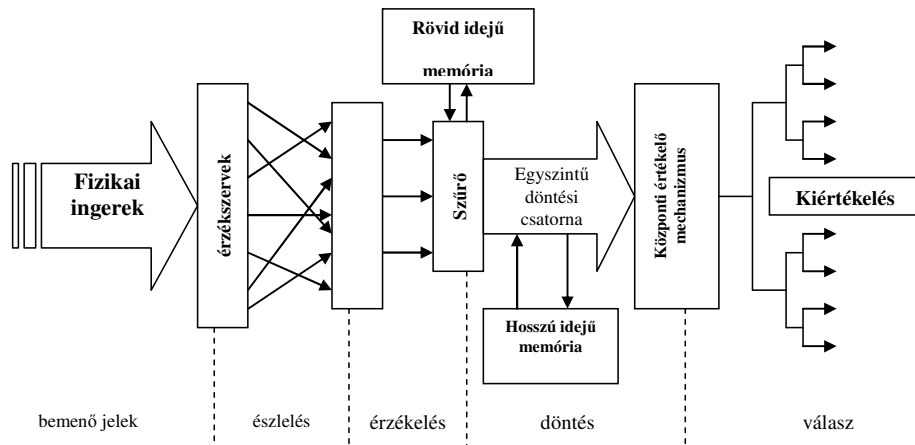 Rövid idejű
memória
Fizikai
ingerek
érzékszervek
Szűrő
Egyszintű
döntési
csatorna
Központi értékelő
mechanizmus
Kiértékelés
Hosszú idejű
memória
bemenő jelek
észlelés
érzékelés
döntés
válasz